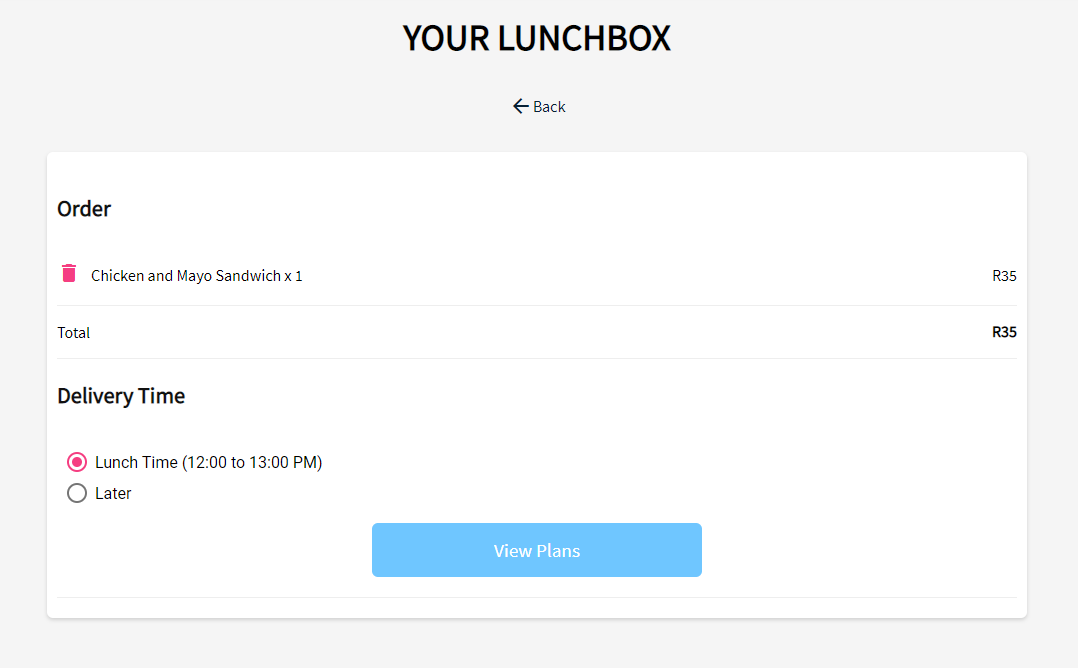 YOUR LUNCHBOX
Back
Order
Chicken and Mayo Sandwich x 1 R35
Total R35
Delivery Time
Lunch Time (12:00 to 13:00 PM)
Later
View Plans